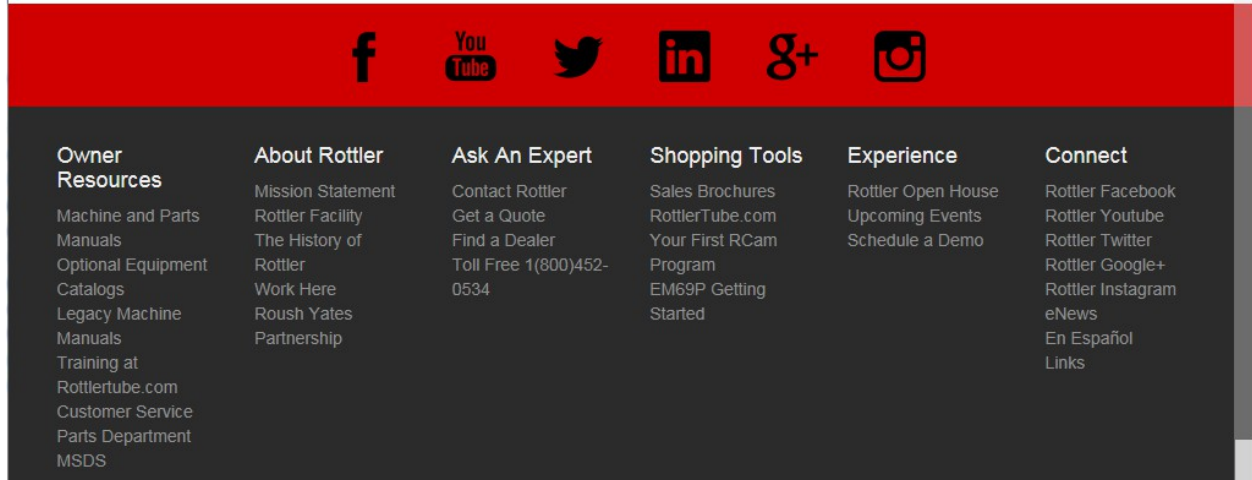 f
You
Tube
in
g+
Owner
Resources
Machine and Parts
Manuals
Optional Equipment
Catalogs
Legacy Machine
Manuals
Training at
Rottlertube.com
Customer Service
Parts Department
MSDS
About Rottler
Mission Statement
Rottler Facility
The History of
Rottler
Work Here
Roush Yates
Partnership
Ask An Expert
Contact Rottler
Get a Quote
Find a Dealer
Toll Free 1(800)452-
0534
Shopping Tools
Sales Brochures
RottlerTube.com
Your First RCam
Program
EM69P Getting
Started
Experience
Rottler Open House
Upcoming Events
Schedule a Demo
Connect
Rottler Facebook
Rottler Youtube
Rottler Twitter
Rottler Google+
Rottler Instagram
eNews
En Español
Links